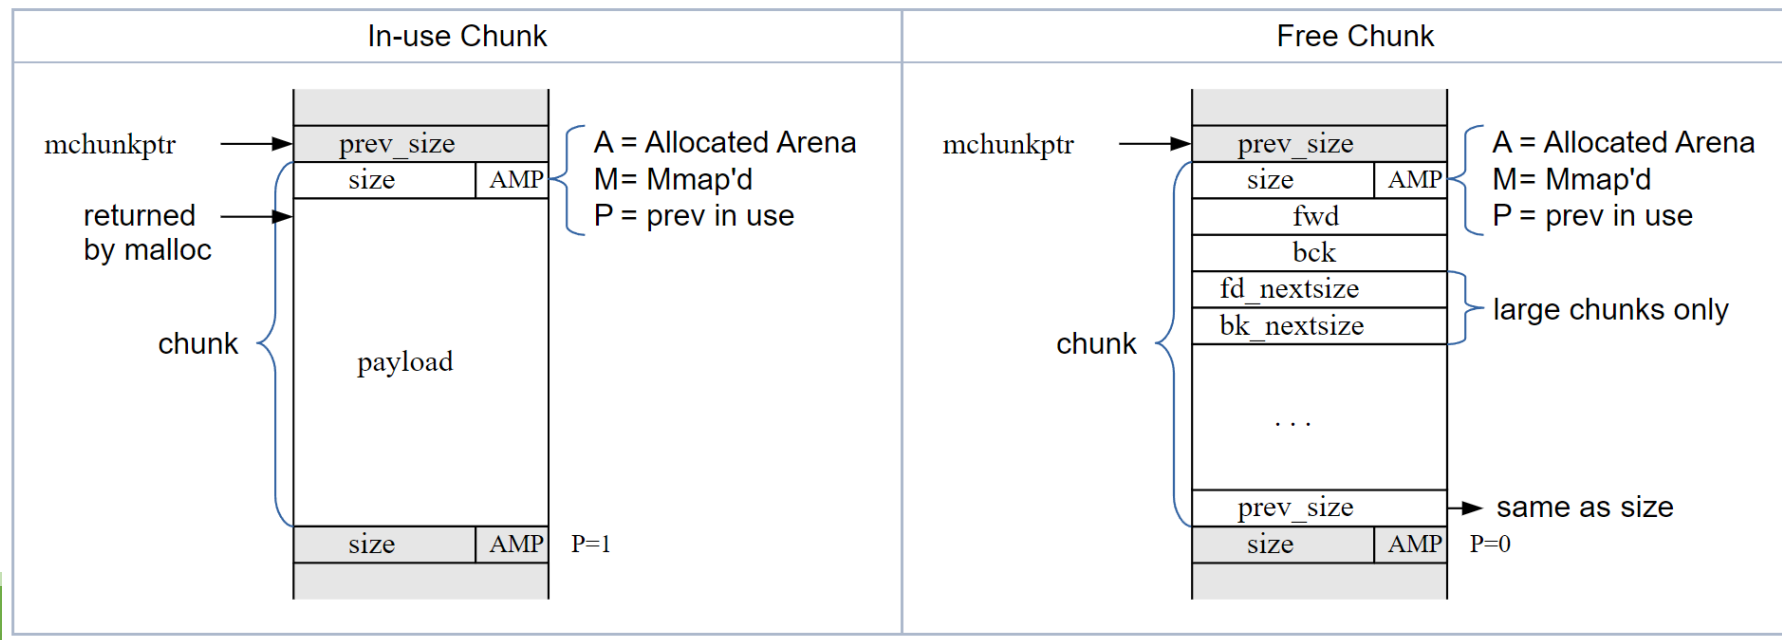 In-use Chunk
mchunkptr
prev_size
size
AMP
A = Allocated Arena
M= Mmap'd
P = prev in use
returned
by malloc
chunk
payload
size
AMP
P=1
Free Chunk
mchunkptr
prev_size
size
AMP
A = Allocated Arena
M= Mmap'd
P = prev in use
fwd
bck
fd_nextsize
bk_nextsize
large chunks only
chunk
. . .
prev_size
same as size
size
AMP
P=0